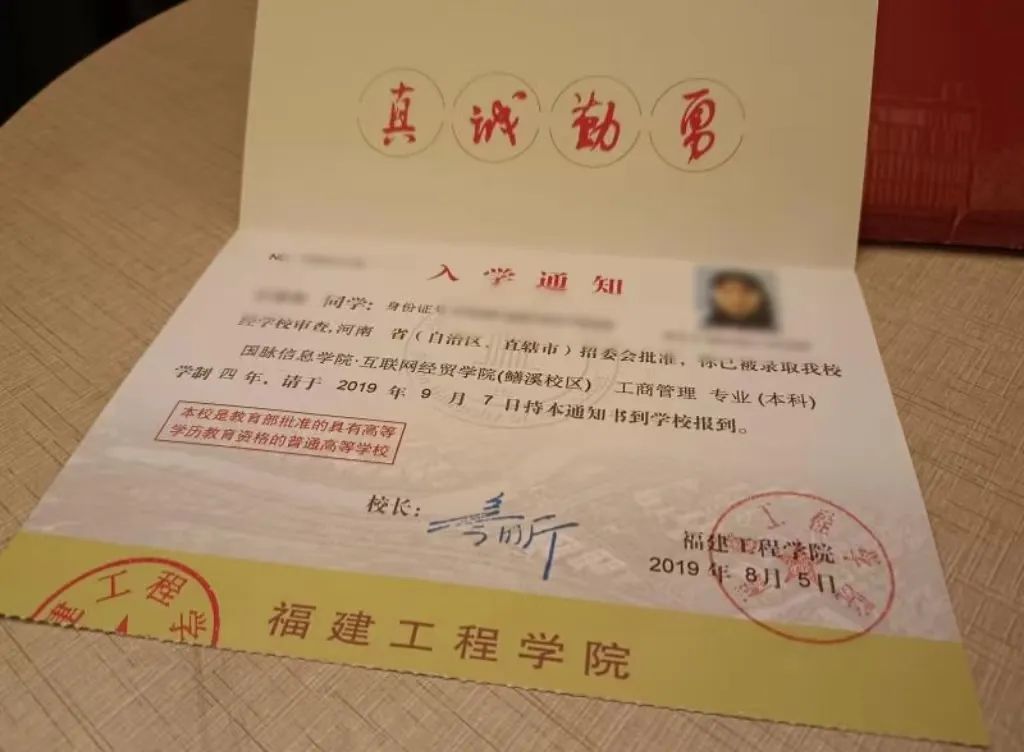 真诚勤勇
入学通知
同学：身份证号
经学校审查,河南 省（自治区、直辖市）招委会批准，你已被录取我校
国脉信息学院·互联网经贸学院(鳝溪校区) 工商管理 专业(本科)
学制 四 年，请于 2019 年 9 月 7 日持本通知书到学校报到。
本校是教育部批准的具有高等
学历教育资格的普通高等学校
校长：
福建工程学院
2019 年 8月 5日
建工程学
福建工程学院